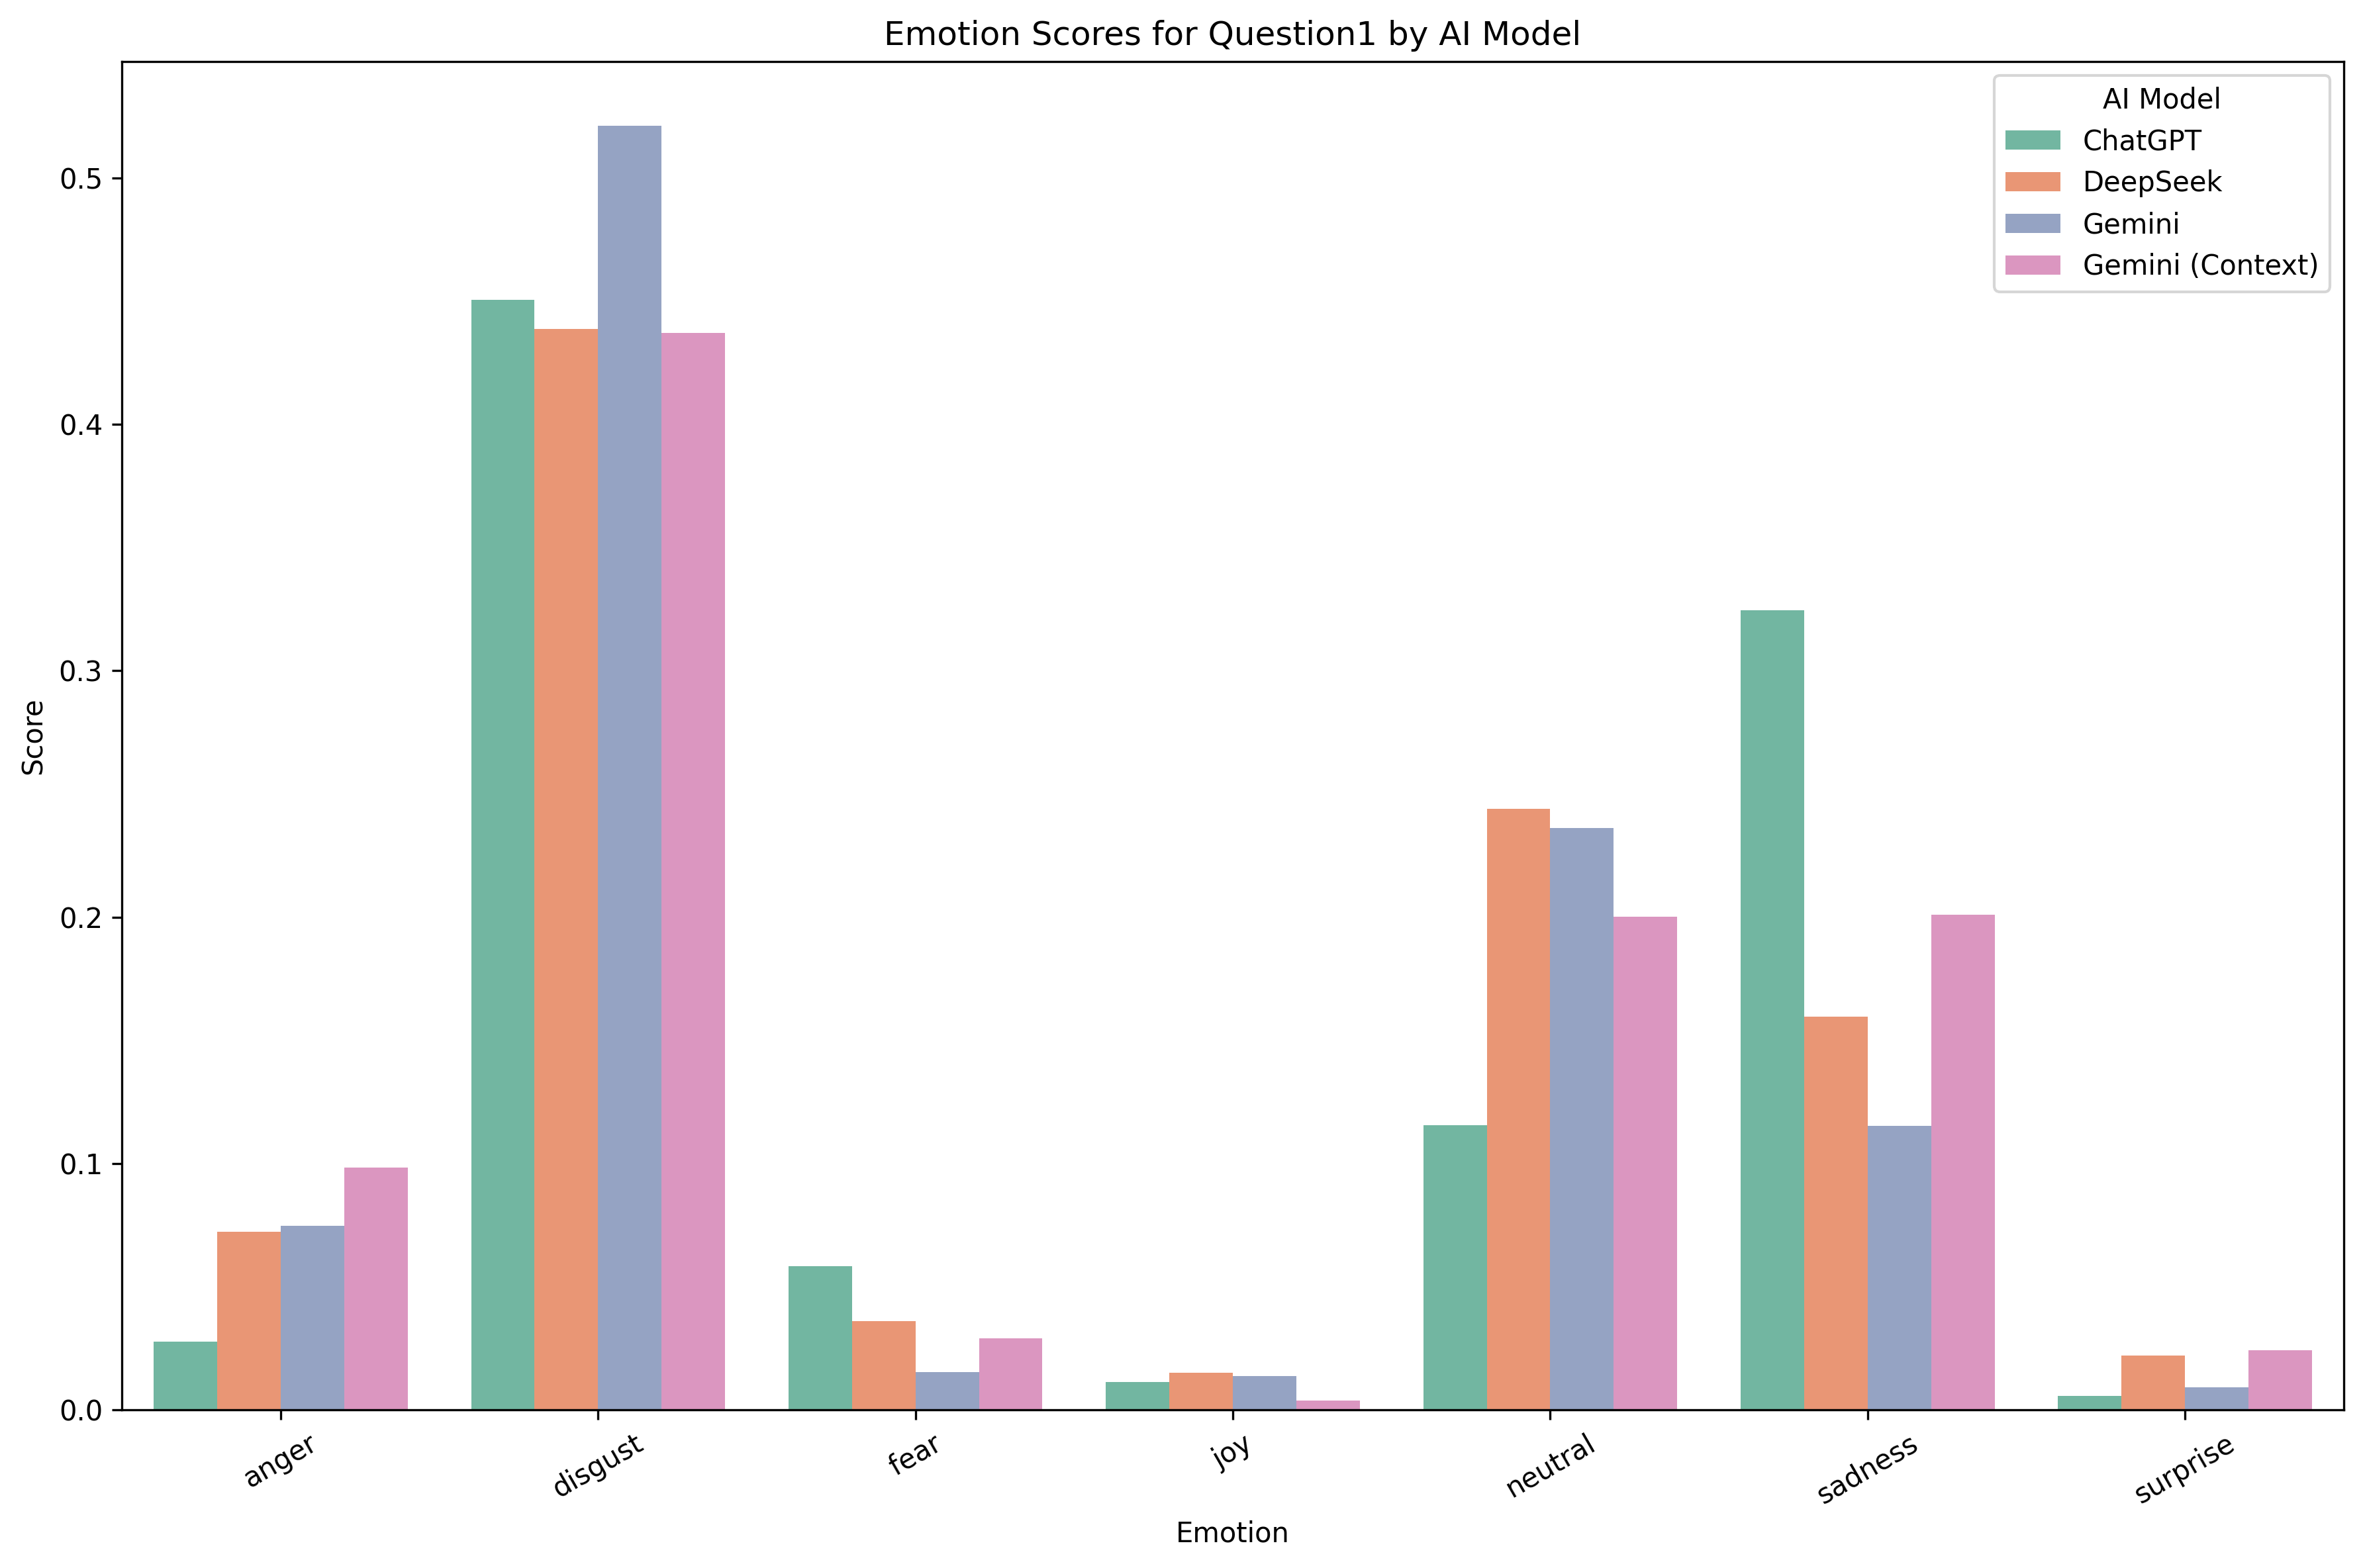 Emotion Scores for Question1 by AI Model
AI Model
ChatGPT
DeepSeek
Gemini
Gemini (Context)
Score
0.5
0.4
0.3
0.2
0.1
0.0
anger
disgust
fear
joy
neutral
sadness
surprise
Emotion